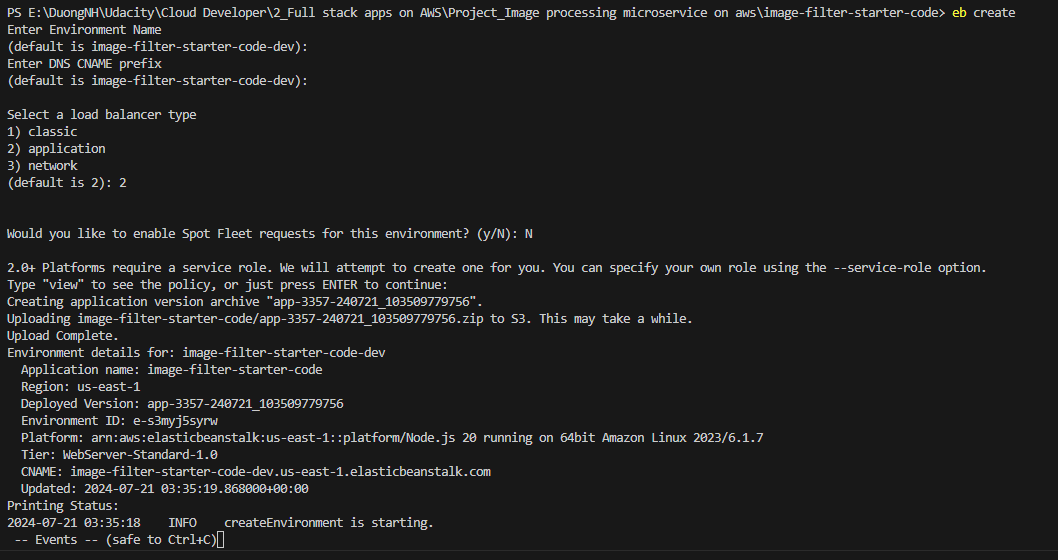 PS E:\DuongNH\Udacity\Cloud Developer\2_Full stack apps on AWS\Project_Image processing microservice on aws\image-filter-starter-code> eb create
Enter Environment Name
(default is image-filter-starter-code-dev):
Enter DNS CNAME prefix
(default is image-filter-starter-code-dev):
Select a load balancer type
1) classic
2) application
3) network
(default is 2): 2
Would you like to enable Spot Fleet requests for this environment? (y/N): N
2.0+ Platforms require a service role. We will attempt to create one for you. You can specify your own role using the --service-role option.
Type "view" to see the policy, or just press ENTER to continue:
Creating application version archive "app-3357-240721_103509779756".
Uploading image-filter-starter-code/app-3357-240721_103509779756.zip to S3. This may take a while.
Upload Complete.
Environment details for: image-filter-starter-code-dev
  Application name: image-filter-starter-code
  Region: us-east-1
  Deployed Version: app-3357-240721_103509779756
  Environment ID: e-s3myj5syrw
  Platform: arn:aws:elasticbeanstalk:us-east-1::platform/Node.js 20 running on 64bit Amazon Linux 2023/6.1.7
  Tier: WebServer-Standard-1.0
  CNAME: image-filter-starter-code-dev.us-east-1.elasticbeanstalk.com
  Updated: 2024-07-21 03:35:19.868000+00:00
Printing Status:
2024-07-21 03:35:18    INFO    createEnvironment is starting.
 -- Events -- (safe to Ctrl+C)